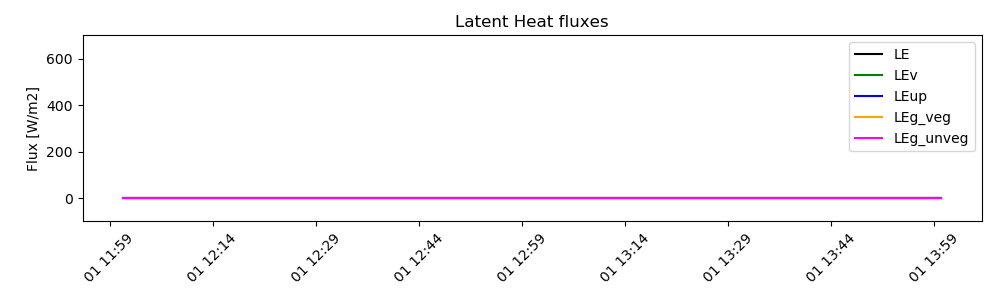 Latent Heat fluxes
Flux [W/m2]
600
400
200
0
LE
LEv
LEup
LEg_veg
LEg_unveg
01 11:59
01 12:14
01 12:29
01 12:44
01 12:59
01 13:14
01 13:29
01 13:44
01 13:59